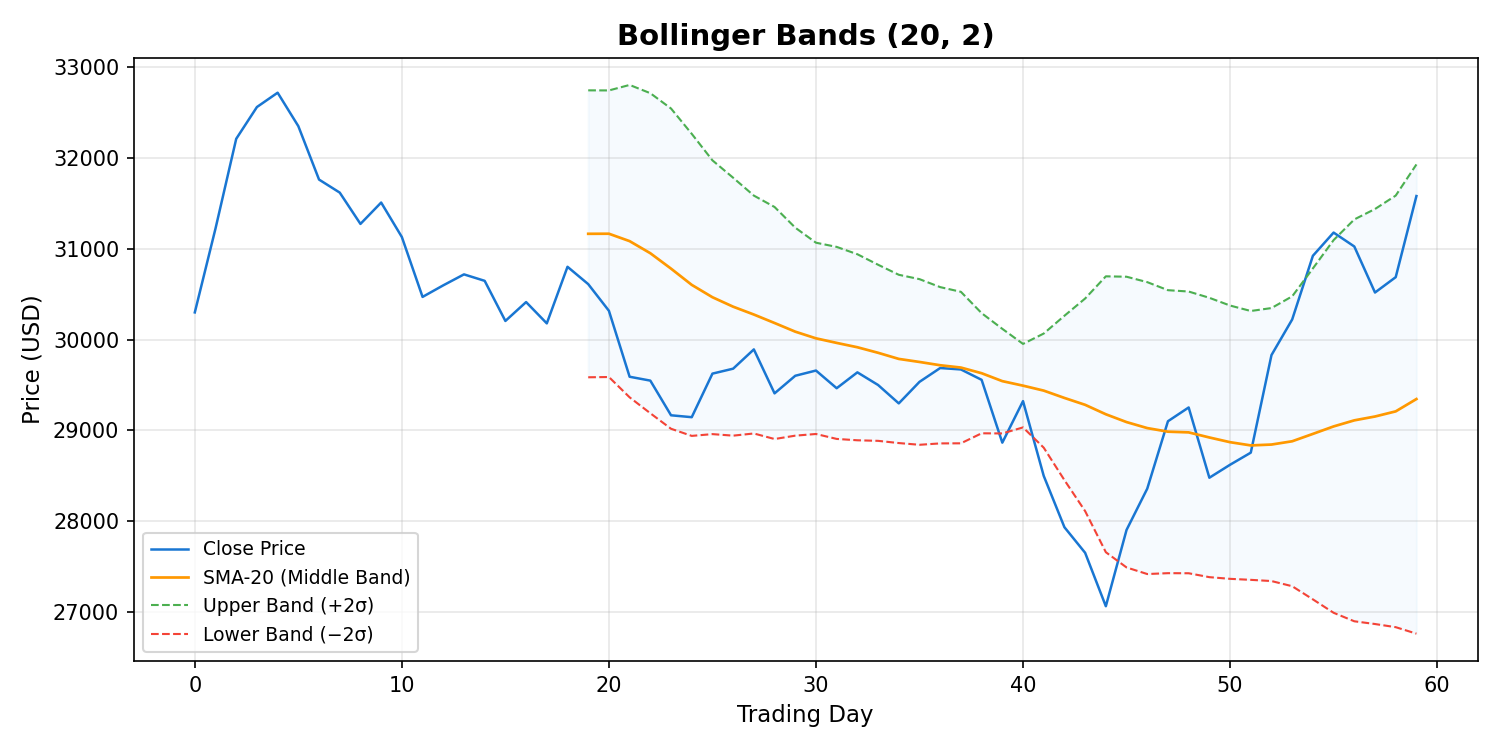 Bollinger Bands (20, 2)
Price (USD)
33000
32000
31000
30000
29000
28000
27000
Close Price
SMA-20 (Middle Band)
Upper Band (+2σ)
Lower Band (−2σ)
0 10 20 30 40 50 60
Trading Day